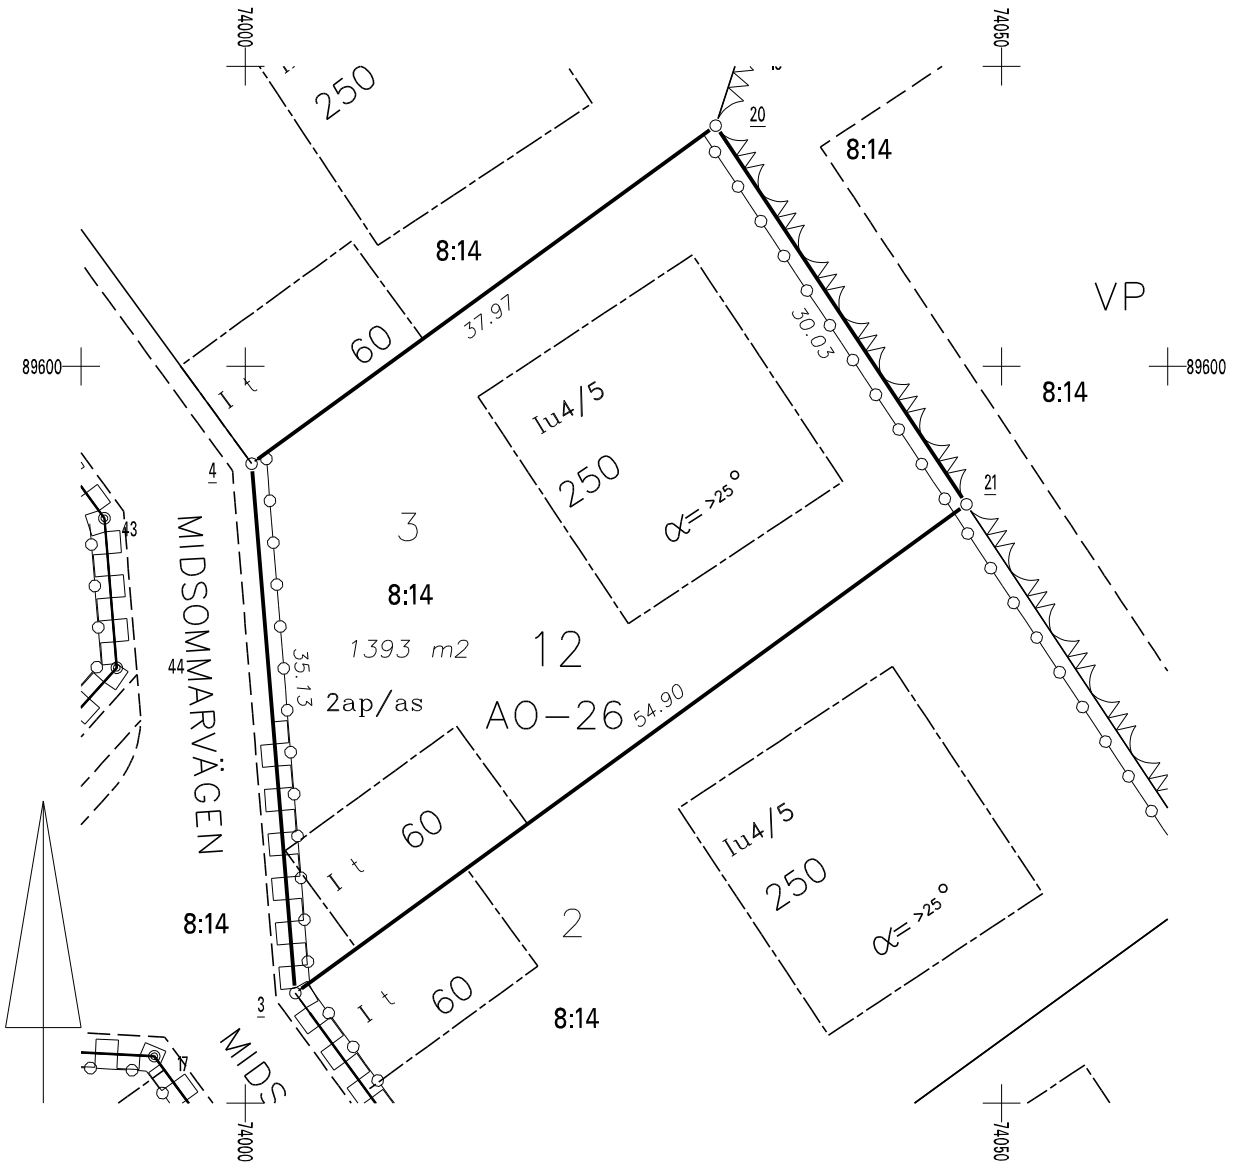 74000
74050
250
20
8:14
8:14
VP
37.97
30.03
60
89600
89600
I t
8:14
Iu4/5
4
250
21
α=>25°
43
3
MIDSOMMARVÄGEN
8:14
1393 m2
12
44
35.13
2ap/as
AO-26
54.90
60
Iu4/5
I t
250
8:14
2
α=>25°
60
I t
3
8:14
MIDS
17
74000
74050